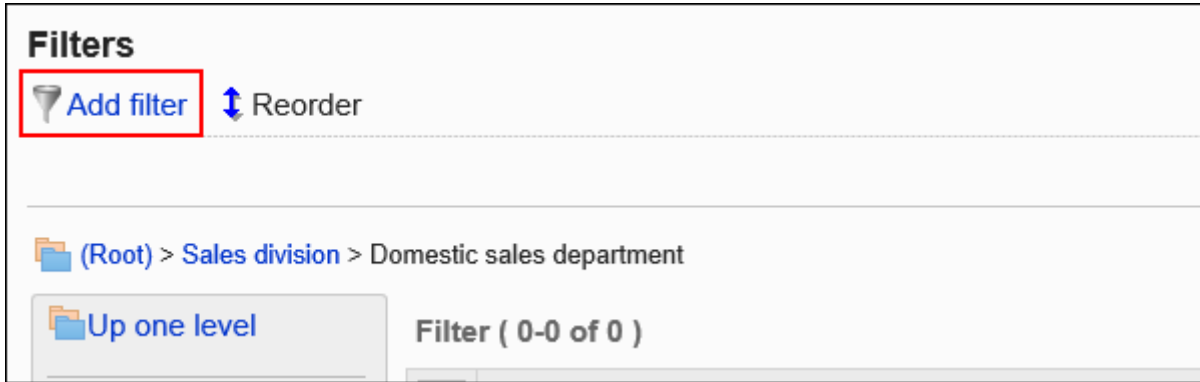 Filters
Add filter Reorder
(Root) > Sales division > Domestic sales department
Up one level
Filter ( 0-0 of 0 )